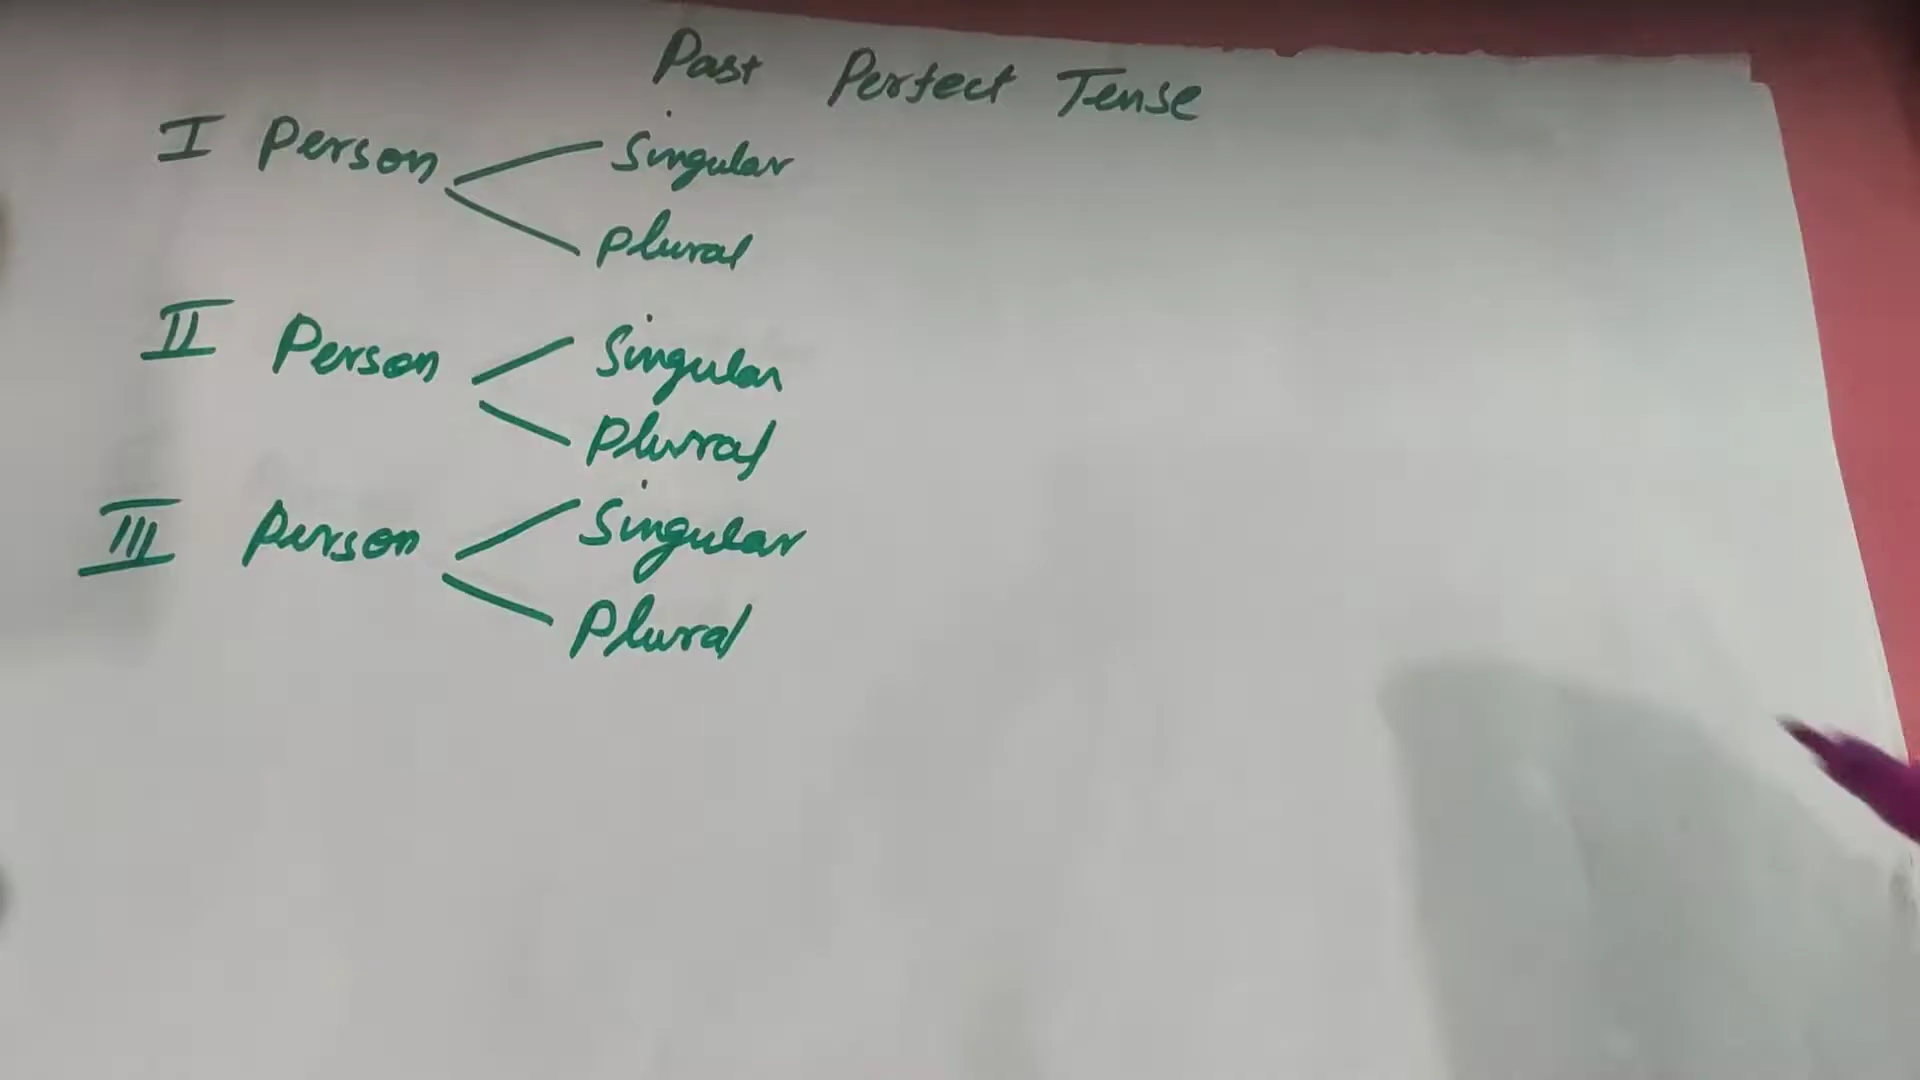 Past Perfect Tense
I Person Singular
Plural
II Person Singular
Plural
III Person Singular
Plural